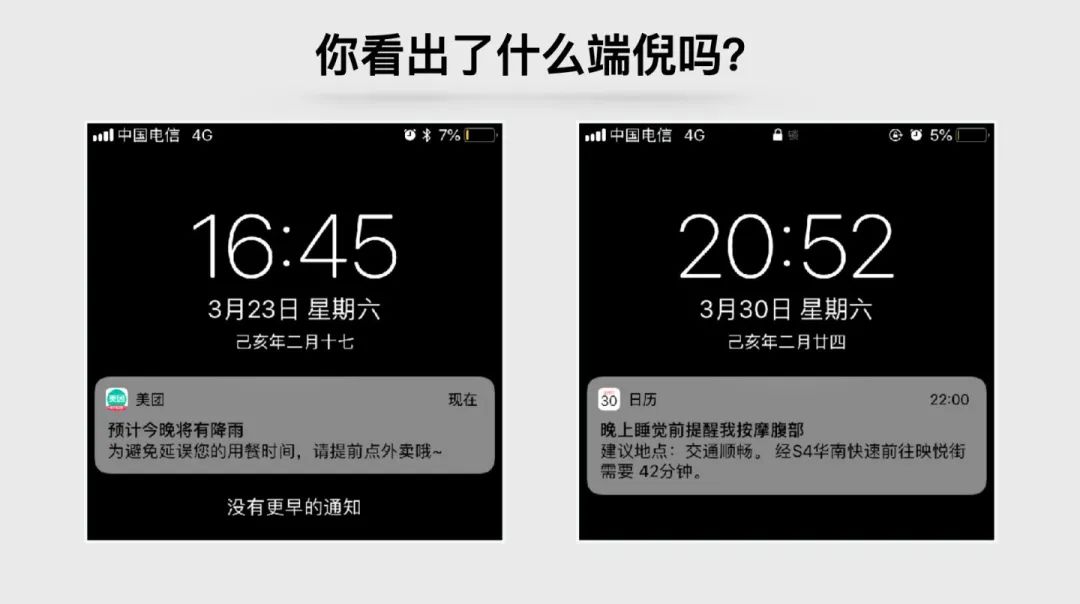 你看出了什么端倪吗?
中国电信 4G 7%
16:45
3月23日 星期六
己亥年二月十七
美团 现在
预计今晚将有降雨
为避免延误您的用餐时间，请提前点外卖哦~
没有更早的通知
中国电信 4G 锁 5%
20:52
3月30日 星期六
己亥年二月廿四
30 日历 22:00
晚上睡觉前提醒我按摩腹部
建议地点：交通顺畅。经S4华南快速前往映悦街
需要 42分钟。